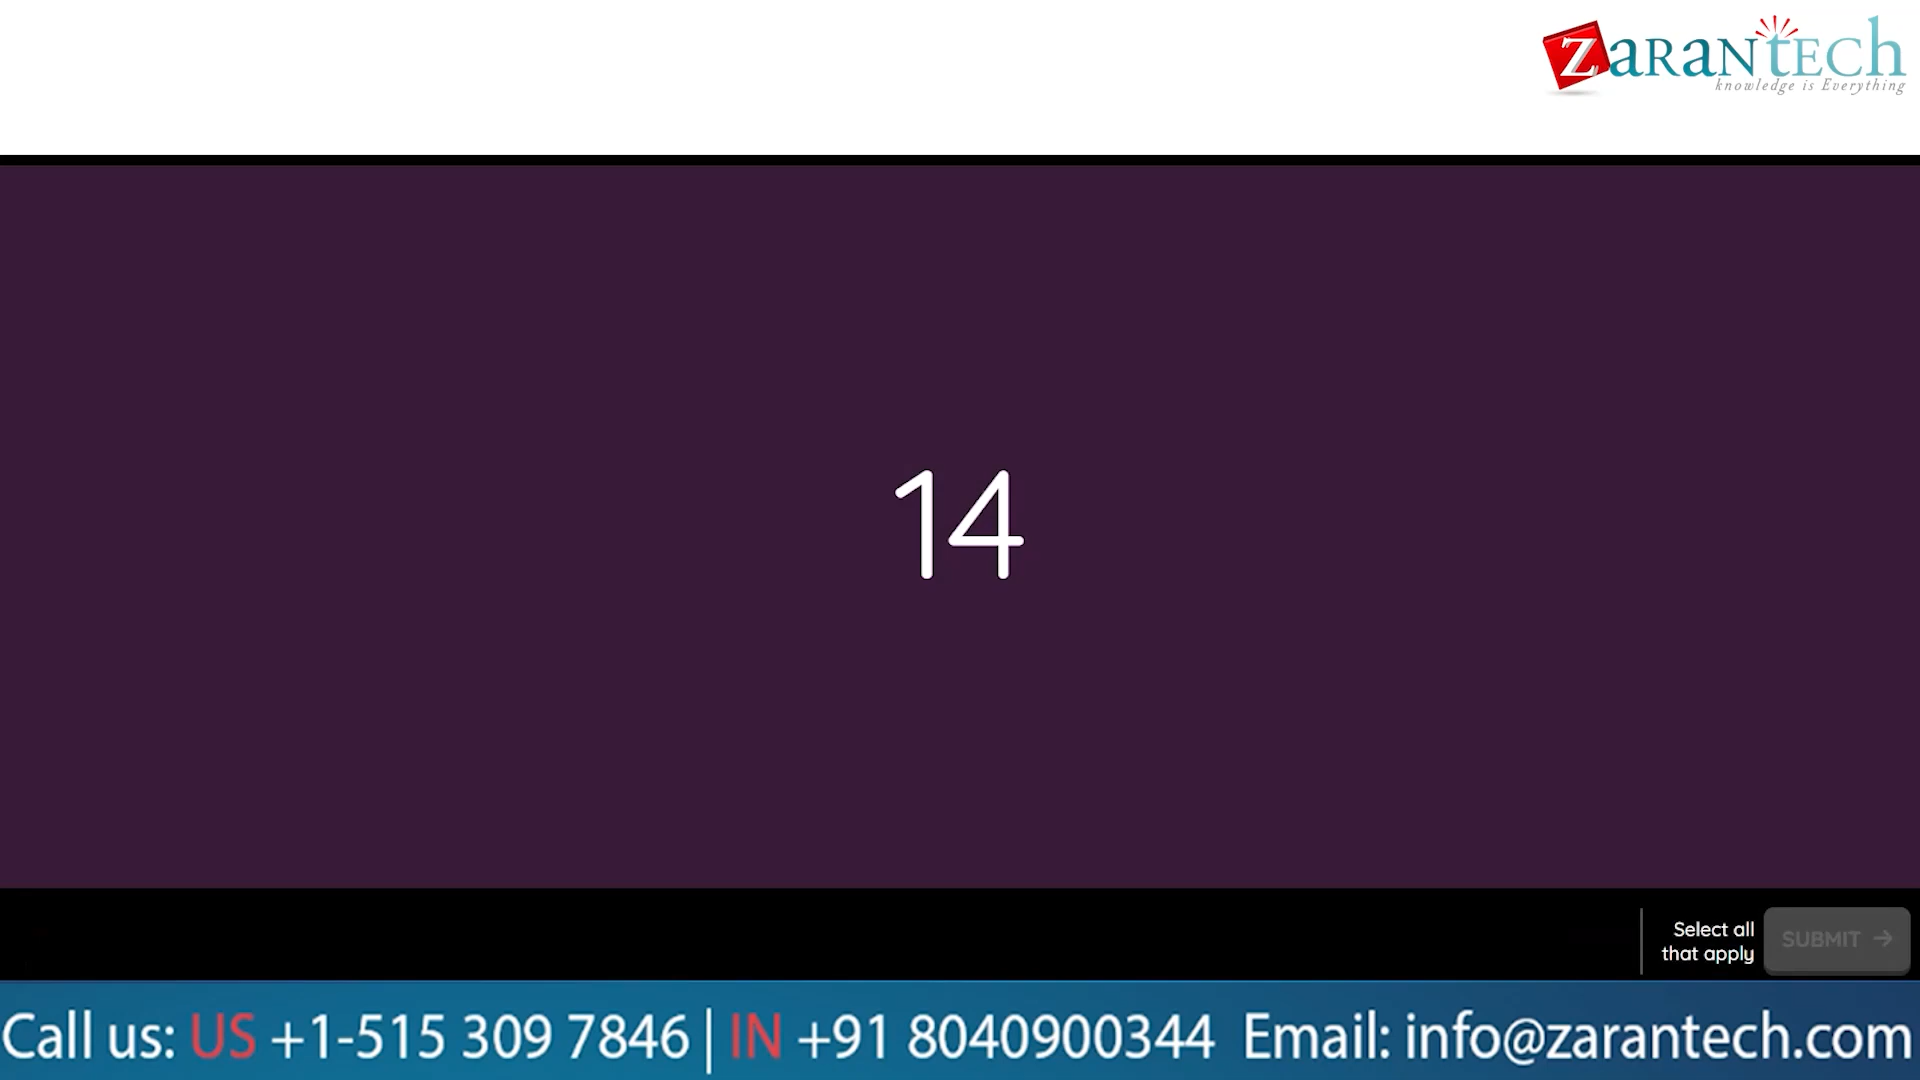 ZARANTECH
knowledge is Everything
14
Select all
that apply
SUBMIT →
Call us: US +1-515 309 7846 | IN +91 8040900344 Email: info@zarantech.com